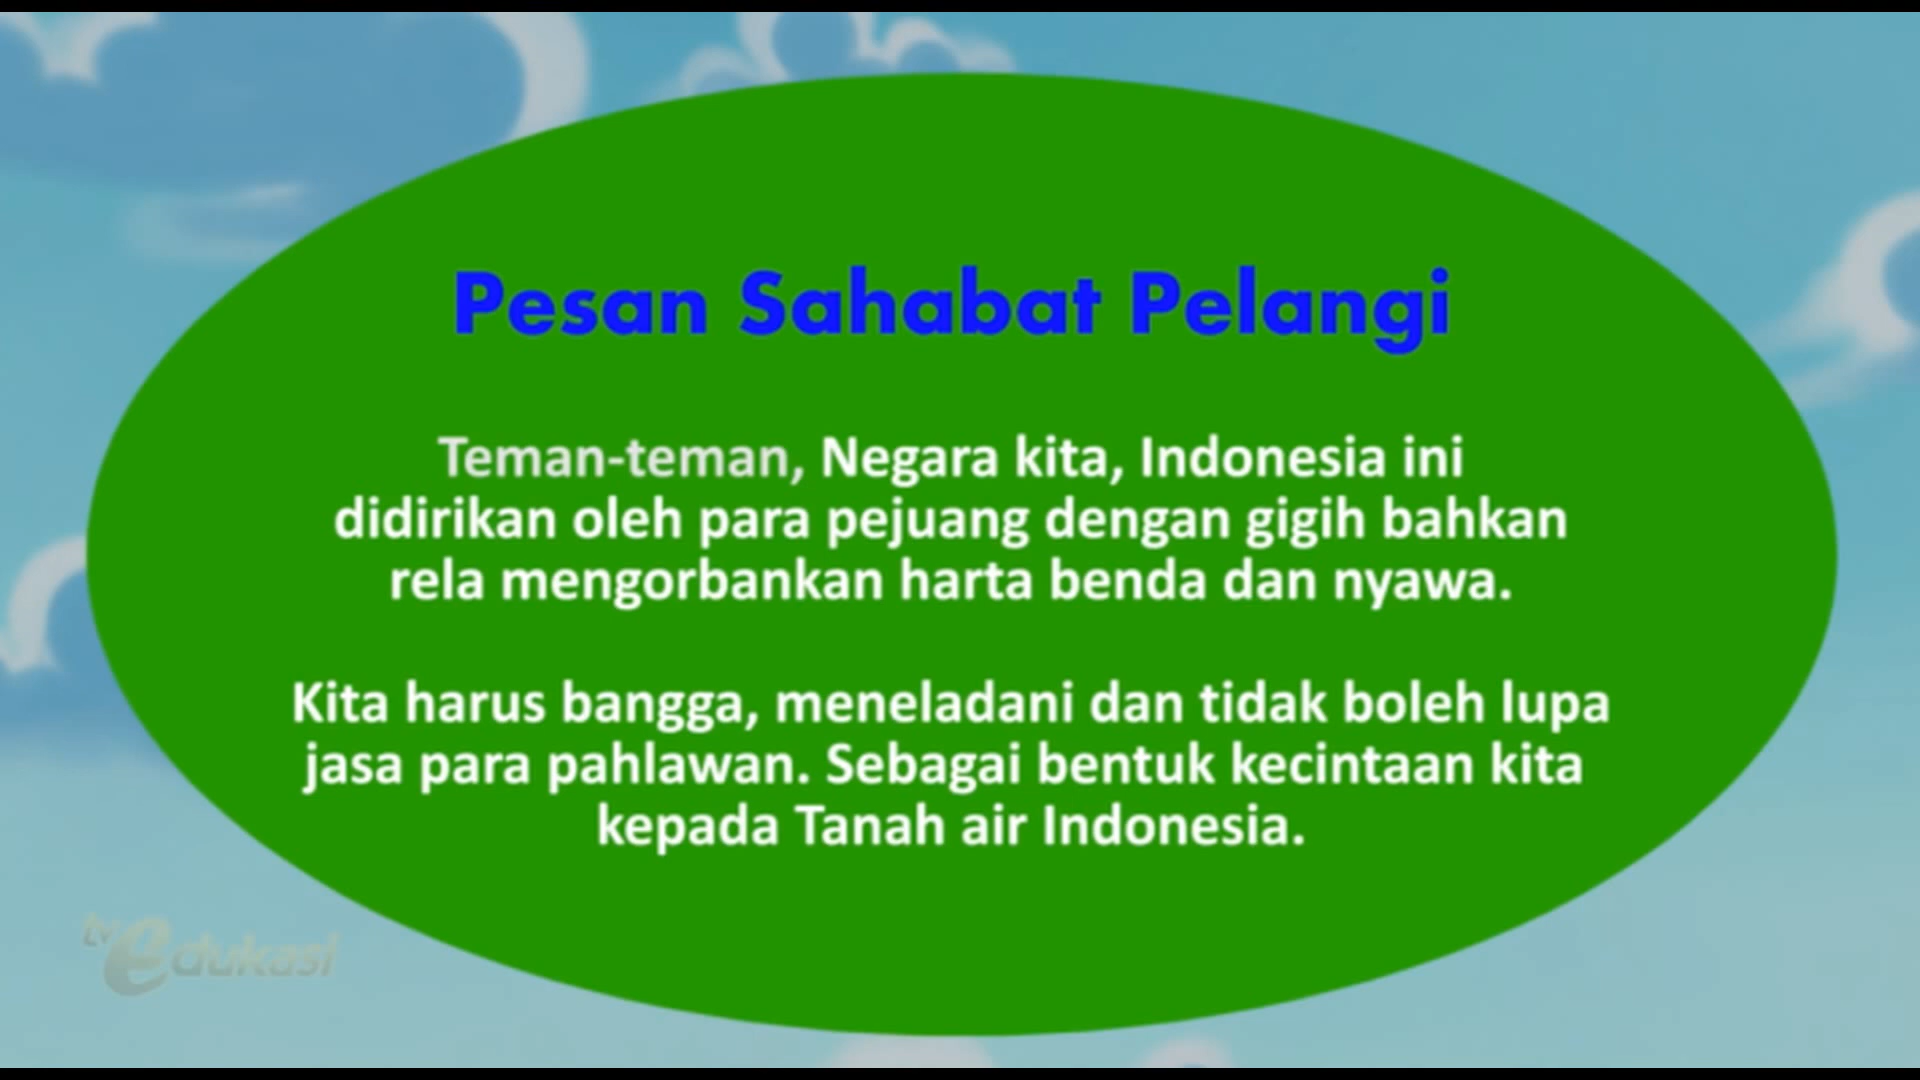 Pesan Sahabat Pelangi
Teman-teman, Negara kita, Indonesia ini
didirikan oleh para pejuang dengan gigih bahkan
rela mengorbankan harta benda dan nyawa.
Kita harus bangga, meneladani dan tidak boleh lupa
jasa para pahlawan. Sebagai bentuk kecintaan kita
kepada Tanah air Indonesia.
tv edukasi